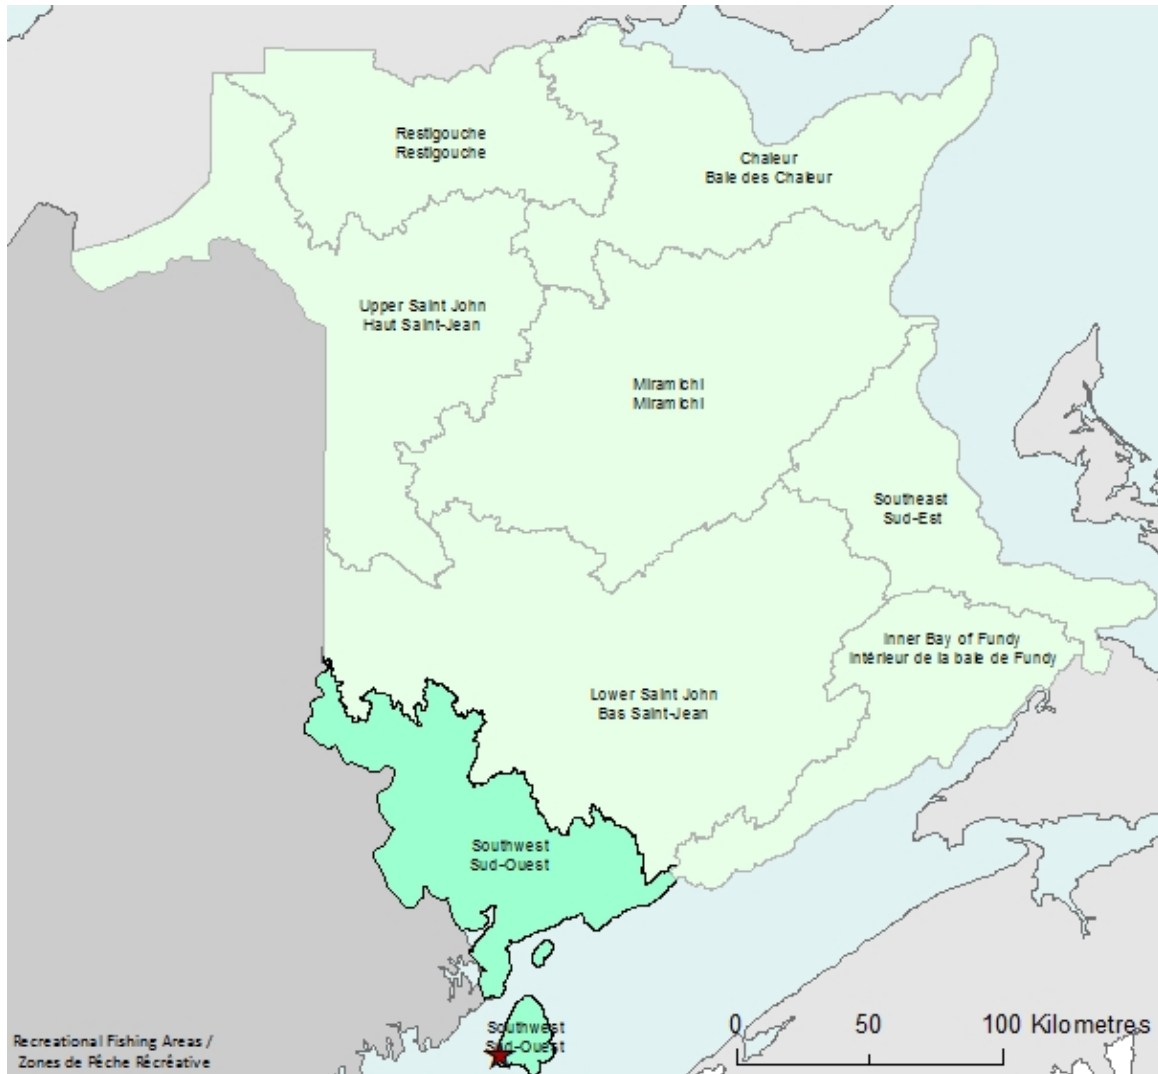 Restigouche
Restigouche
Chaleur
Baie des Chaleur
Upper Saint John
Haut Saint-Jean
Miramichi
Miramichi
Southeast
Sud-Est
Inner Bay of Fundy
Intérieur de la baie de Fundy
Lower Saint John
Bas Saint-Jean
Southwest
Sud-Ouest
Southwest
Sud-Ouest
0 50 100 Kilometres
Recreational Fishing Areas /
Zones de Pêche Récréative